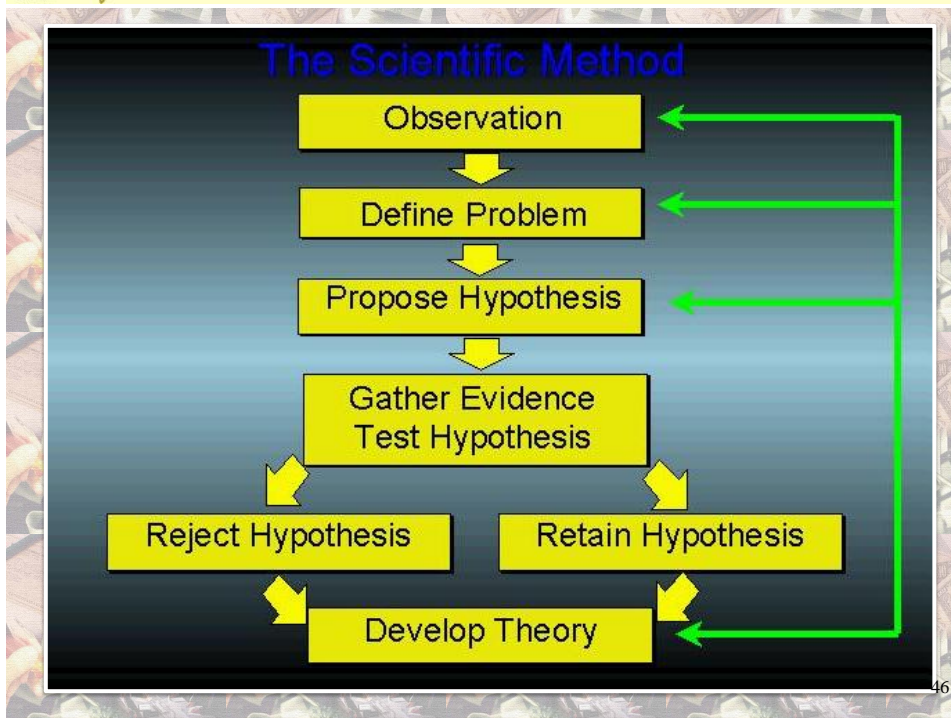 The Scientific Method
Observation
Define Problem
Propose Hypothesis
Gather Evidence
Test Hypothesis
Reject Hypothesis
Retain Hypothesis
Develop Theory
46